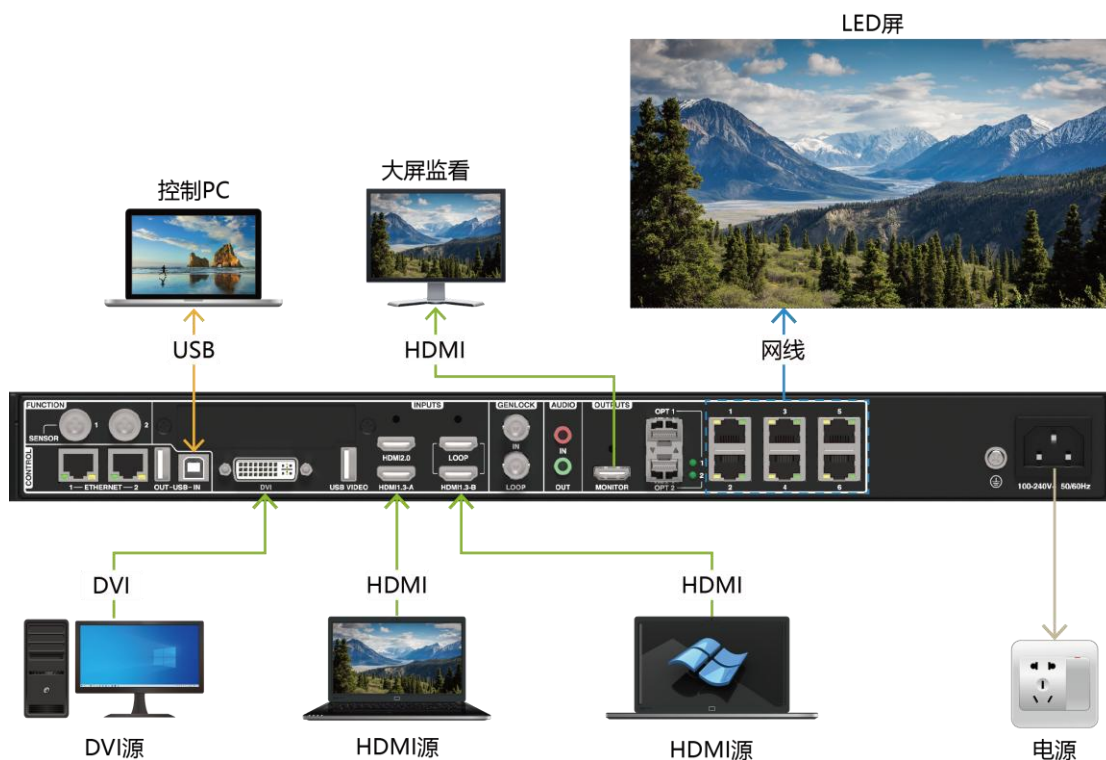 LED屏
控制PC
大屏监看
USB
HDMI
网线
FUNCTION
SENSOR
1
2
INPUTS
HDMI2.0
LOOP
GENLOCK
IN
LOOP
AUDIO
IN
OUT
OUTPUTS
OPT 1
MONITOR
OPT 2
1
2
1
3
5
2
4
6
CONTROL
1—ETHERNET—2
OUT-USB-IN
DVI
USB VIDEO
HDMI1.3-A
HDMI1.3-B
100-240V~ 50/60Hz
DVI
HDMI
HDMI
DVI源
HDMI源
HDMI源
电源